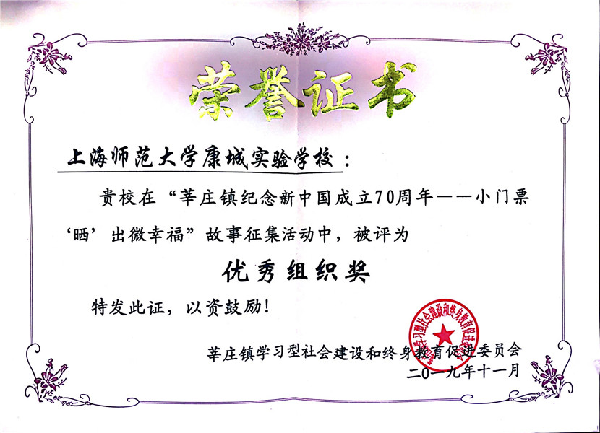 荣誉证书
上海师范大学康城实验学校：
贵校在“莘庄镇纪念新中国成立70周年——小门票
‘晒’出微幸福”故事征集活动中，被评为
优秀组织奖
特发此证，以资鼓励！
莘庄镇学习型社会建设和终身教育促进委员会
二〇一九年十一月